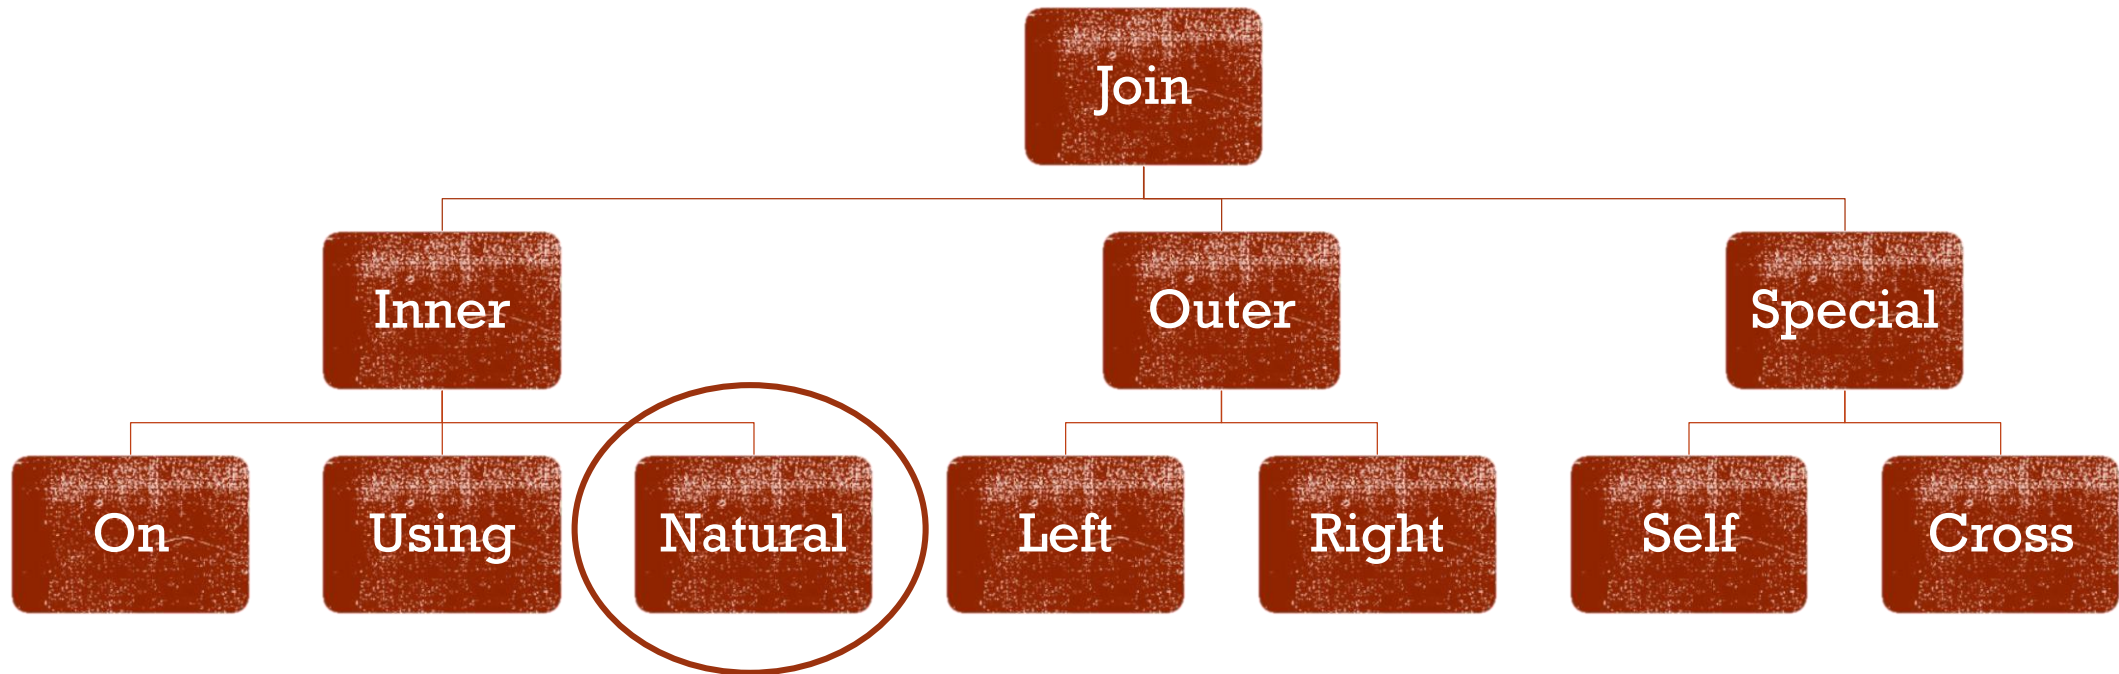 Join
Inner
Outer
Special
On
Using
Natural
Left
Right
Self
Cross